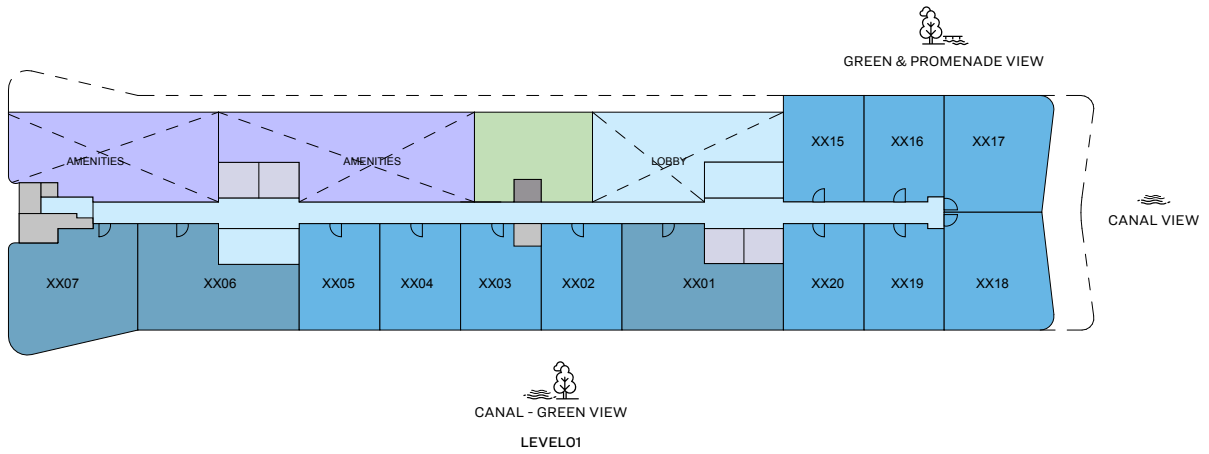 GREEN & PROMENADE VIEW
XX15
XX16
XX17
AMENITIES
AMENITIES
LOBBY
CANAL VIEW
XX07
XX06
XX05
XX04
XX03
XX02
XX01
XX20
XX19
XX18
CANAL - GREEN VIEW
LEVEL01